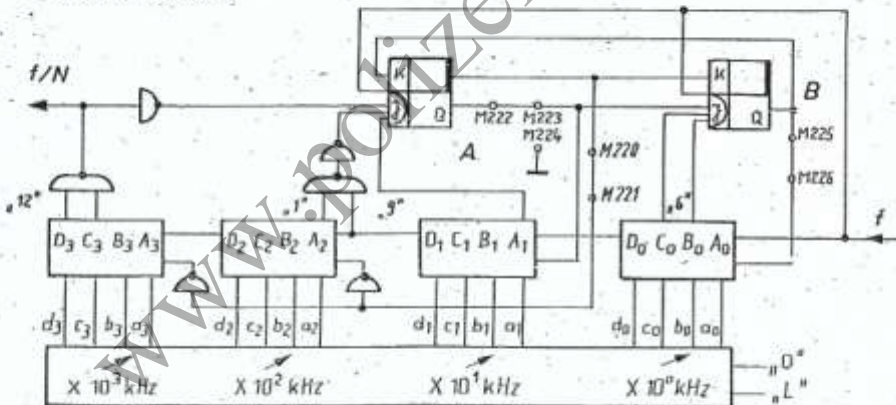 f/N
K
J
Q
M222
M223
M224
A
M220
M221
K
J
Q
B
M225
M226
„12"
„1"
„9"
„6"
f
D₃ C₃ B₃ A₃
D₂ C₂ B₂ A₂
D₁ C₁ B₁ A₁
D₀ C₀ B₀ A₀
d₃ c₃ b₃ a₃
d₂ c₂ b₂ a₂
d₁ c₁ b₁ a₁
d₀ c₀ b₀ a₀
X 10³ kHz
X 10² kHz
X 10¹ kHz
X 10⁰ kHz
„0"
„L"
www.polize